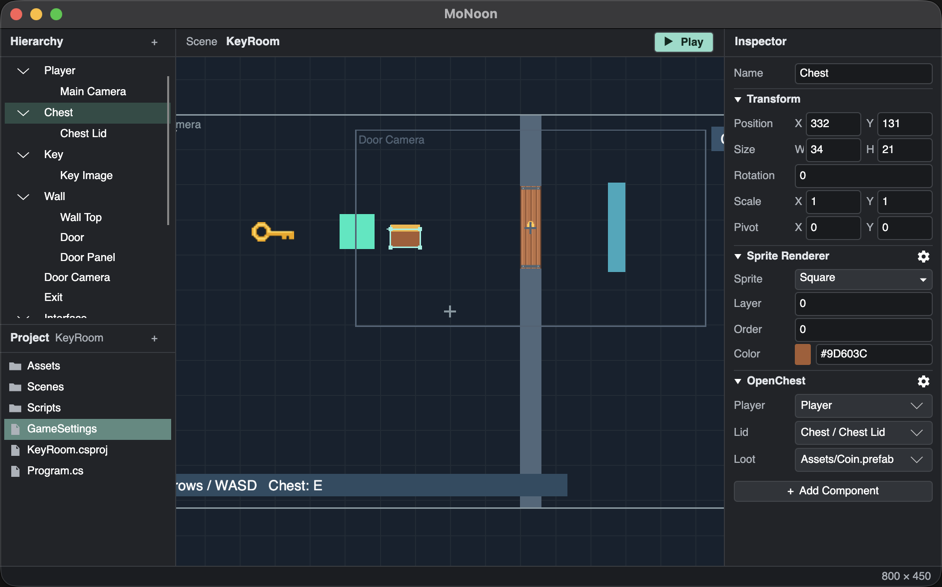 MoNoon
Hierarchy +
Player
Main Camera
Chest
Chest Lid
Key
Key Image
Wall
Wall Top
Door
Door Panel
Door Camera
Exit
Interface
Project KeyRoom +
Assets
Scenes
Scripts
GameSettings
KeyRoom.csproj
Program.cs
Scene KeyRoom
Play
mera
Door Camera
rows / WASD Chest: E
Inspector
Name Chest
Transform
Position X 332 Y 131
Size W 34 H 21
Rotation 0
Scale X 1 Y 1
Pivot X 0 Y 0
Sprite Renderer
Sprite Square
Layer 0
Order 0
Color #9D603C
OpenChest
Player Player
Lid Chest / Chest Lid
Loot Assets/Coin.prefab
+ Add Component
800 × 450